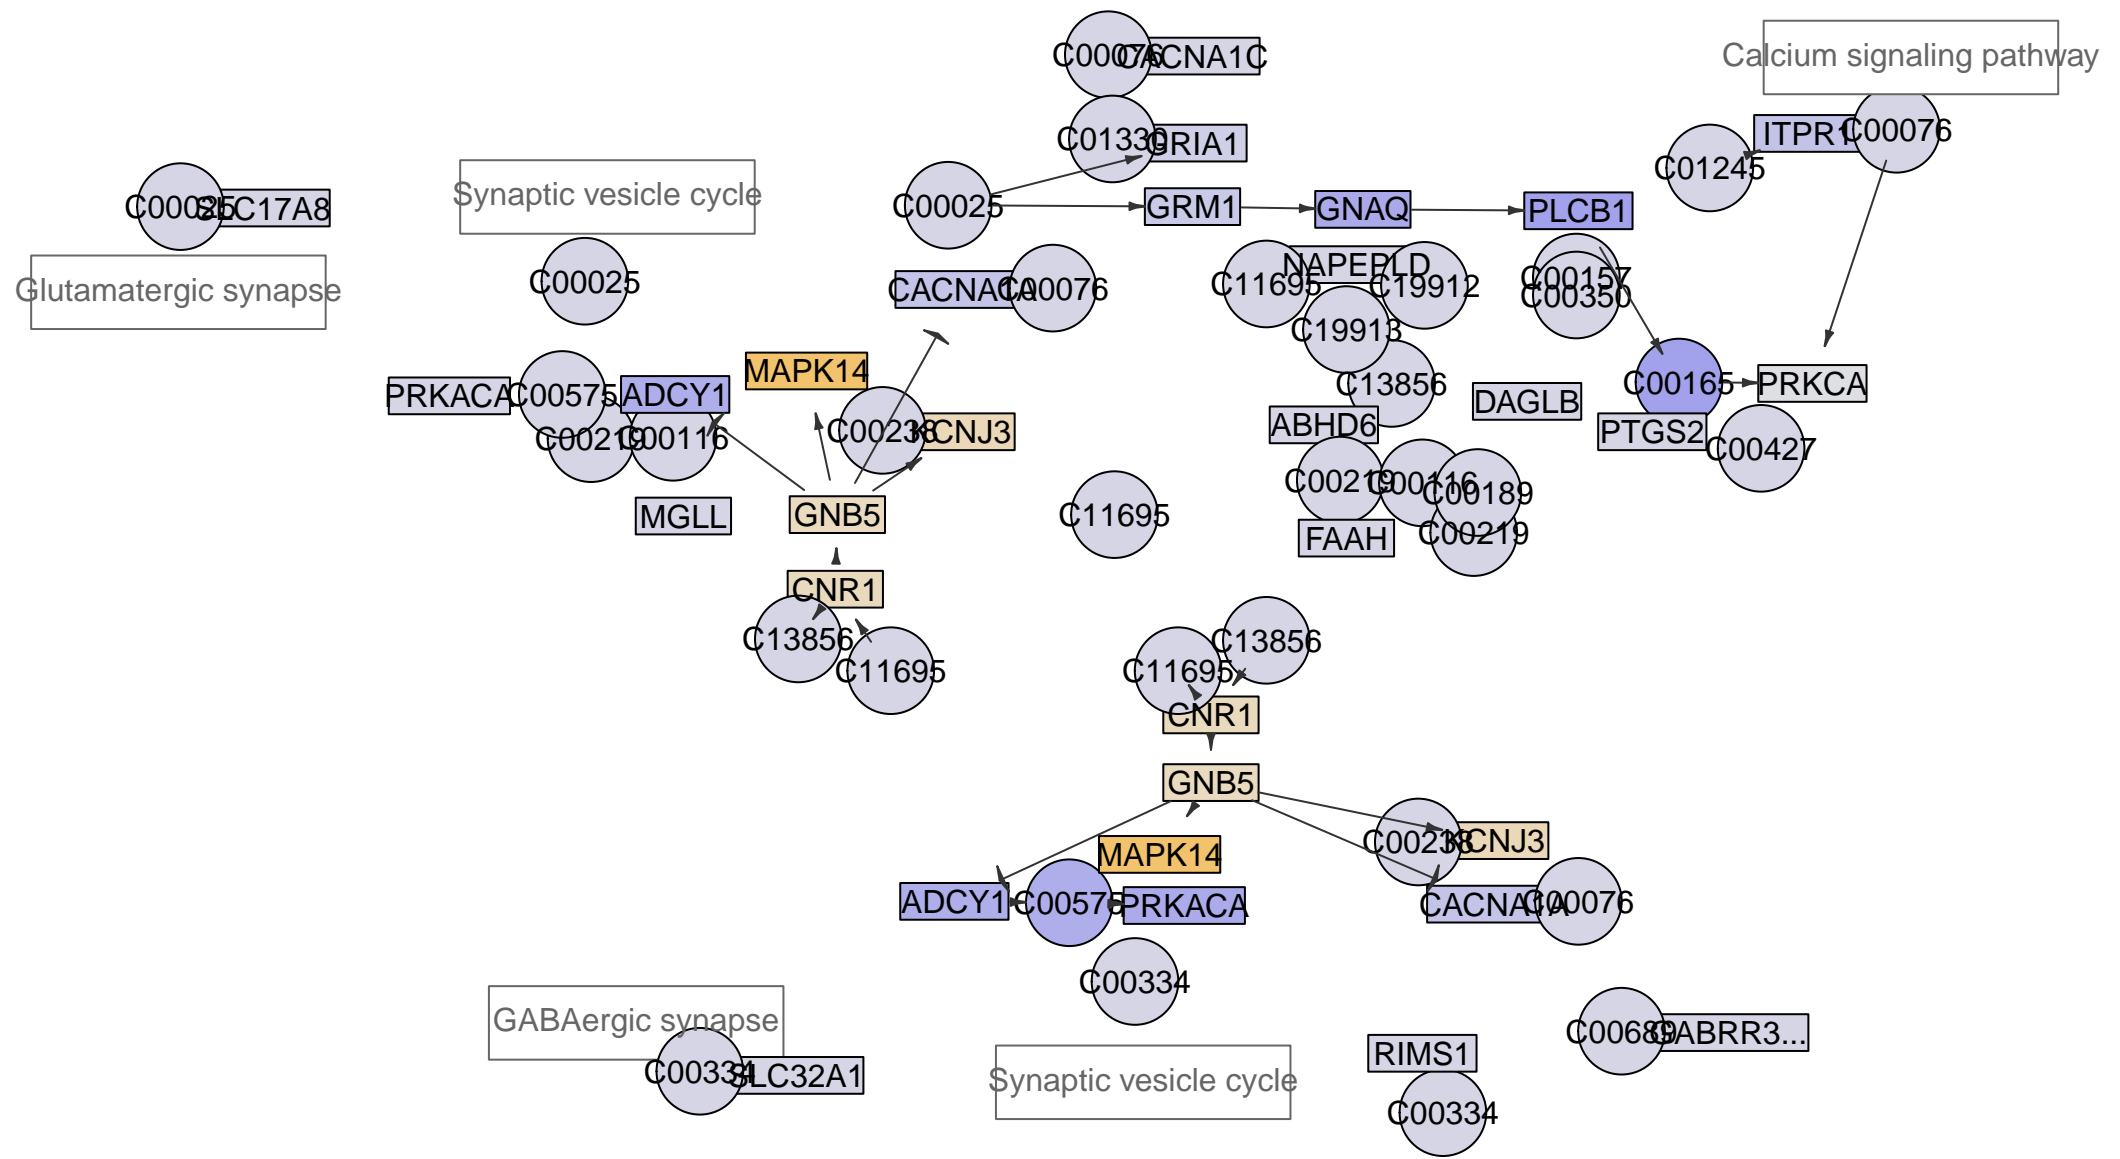 C00076
CACNA1C
Calcium signaling pathway
C01330
GRIA1
ITPR1
C00076
C01245
C00025
SLC17A8
Synaptic vesicle cycle
C00025
GRM1
GNAQ
PLCB1
Glutamatergic synapse
C00025
CACNA1A
C00076
C11695
NAPEPLD
C19912
C00157
C00350
C19913
C13856
MAPK14
PRKACA
C00575
ADCY1
C00219
C00116
C00238
KCNJ3
ABHD6
DAGLB
C00165
PRKCA
PTGS2
C00427
MGLL
GNB5
C11695
C00219
C00116
C00189
C00219
FAAH
CNR1
C13856
C11695
C13856
C11695
CNR1
GNB5
MAPK14
C00238
KCNJ3
ADCY1
C00575
PRKACA
CACNA1A
C00076
C00334
GABAergic synapse
C00334
SLC32A1
Synaptic vesicle cycle
RIMS1
C00334
C00689
GABRR3...